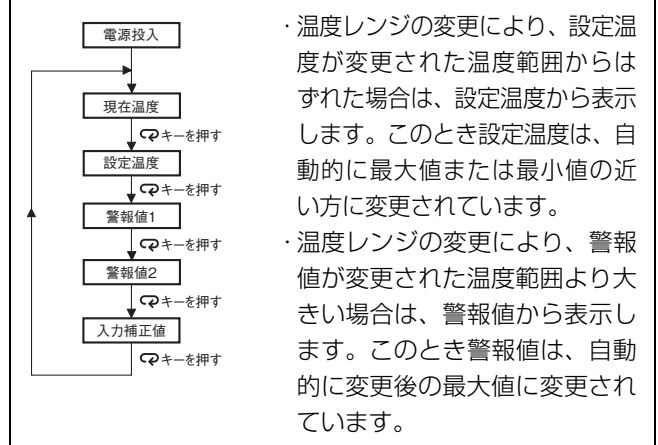 電源投入
現在温度
キーを押す
設定温度
キーを押す
警報値1
キーを押す
警報値2
キーを押す
入力補正値
キーを押す
・温度レンジの変更により、設定温
度が変更された温度範囲からは
ずれた場合は、設定温度から表示
します。このとき設定温度は、自
動的に最大値または最小値の近
い方に変更されています。
・温度レンジの変更により、警報
値が変更された温度範囲より大
きい場合は、警報値から表示し
ます。このとき警報値は、自動
的に変更後の最大値に変更され
ています。